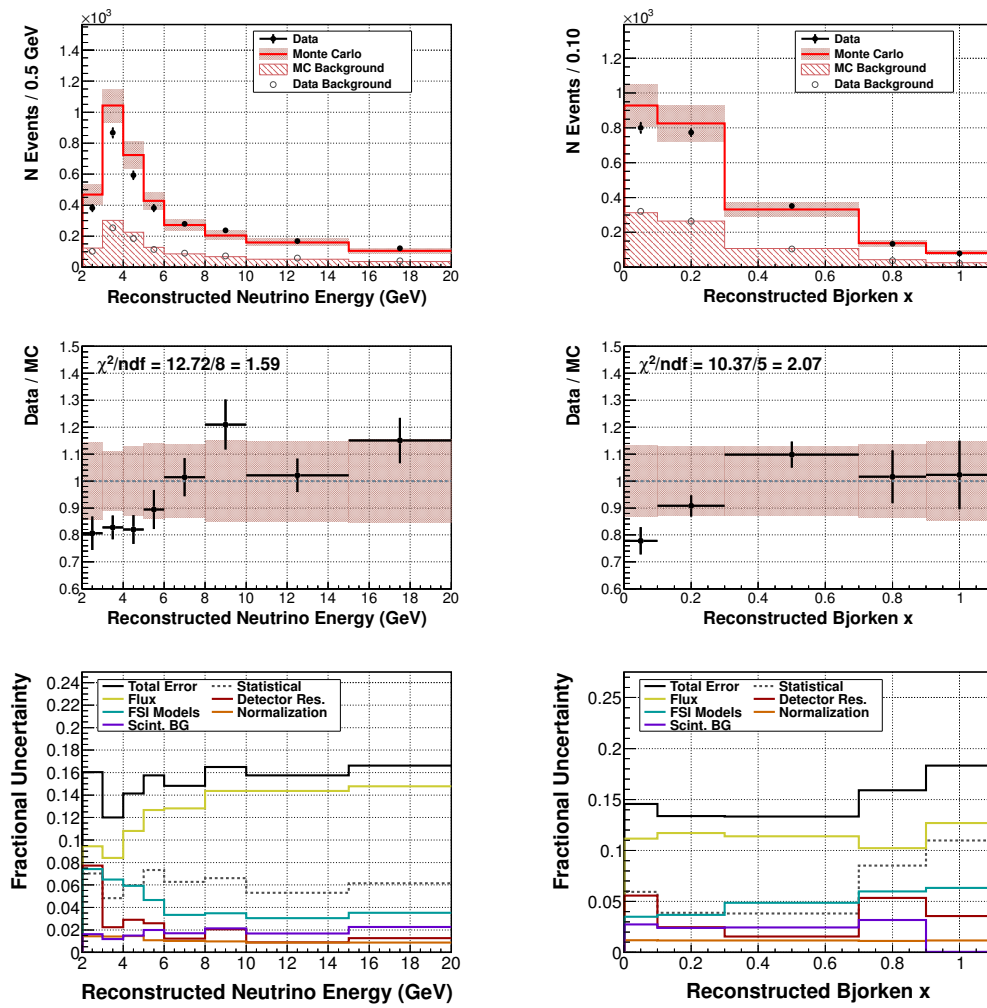 ×10³
N Events / 0.5 GeV
1.4
1.2
1
0.8
0.6
0.4
0.2
0
2 4 6 8 10 12 14 16 18 20
Reconstructed Neutrino Energy (GeV)
Data
Monte Carlo
MC Background
Data Background
×10³
N Events / 0.10
1.4
1.2
1
0.8
0.6
0.4
0.2
0
0 0.2 0.4 0.6 0.8 1
Reconstructed Bjorken x
Data
Monte Carlo
MC Background
Data Background
Data / MC
1.5
1.4
1.3
1.2
1.1
1
0.9
0.8
0.7
0.6
χ²/ndf = 12.72/8 = 1.59
2 4 6 8 10 12 14 16 18 20
Reconstructed Neutrino Energy (GeV)
Data / MC
1.5
1.4
1.3
1.2
1.1
1
0.9
0.8
0.7
0.6
χ²/ndf = 10.37/5 = 2.07
0 0.2 0.4 0.6 0.8 1
Reconstructed Bjorken x
Fractional Uncertainty
0.24
0.22
0.2
0.18
0.16
0.14
0.12
0.1
0.08
0.06
0.04
0.02
0
Total Error Statistical
Flux Detector Res.
FSI Models Normalization
Scint. BG
2 4 6 8 10 12 14 16 18 20
Reconstructed Neutrino Energy (GeV)
Fractional Uncertainty
0.25
0.2
0.15
0.1
0.05
0
Total Error Statistical
Flux Detector Res.
FSI Models Normalization
Scint. BG
0 0.2 0.4 0.6 0.8 1
Reconstructed Bjorken x